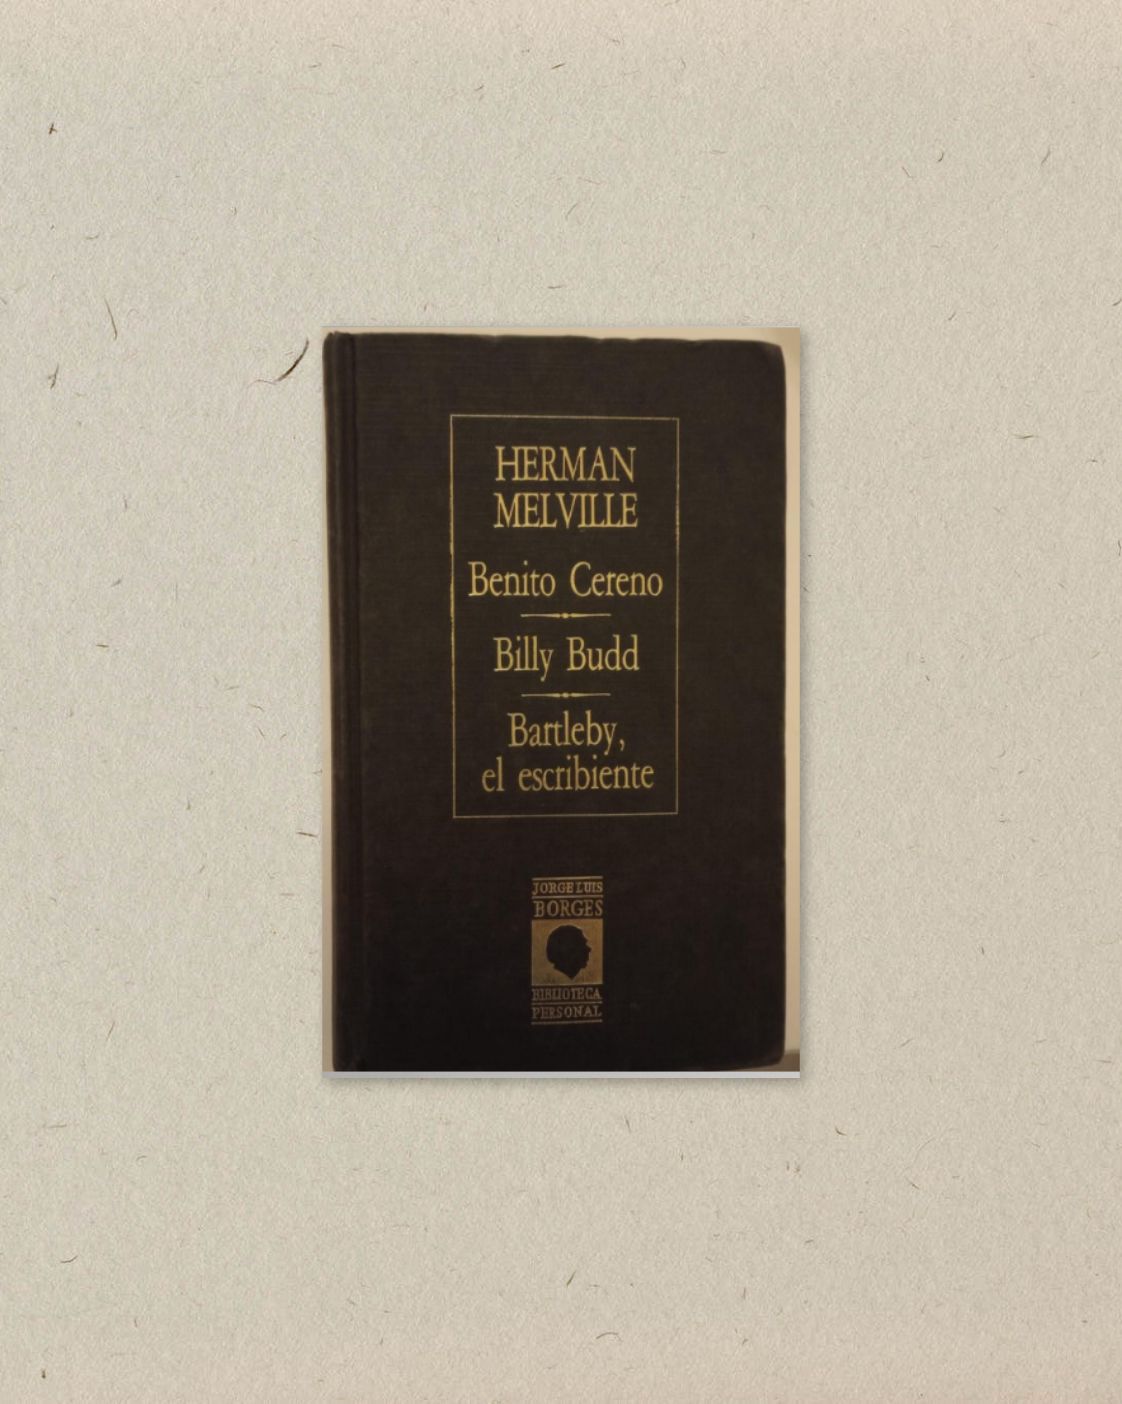 HERMAN
MELVILLE
Benito Cereno
Billy Budd
Bartleby,
el escribiente
JORGE LUIS
BORGES
BIBLIOTECA
PERSONAL